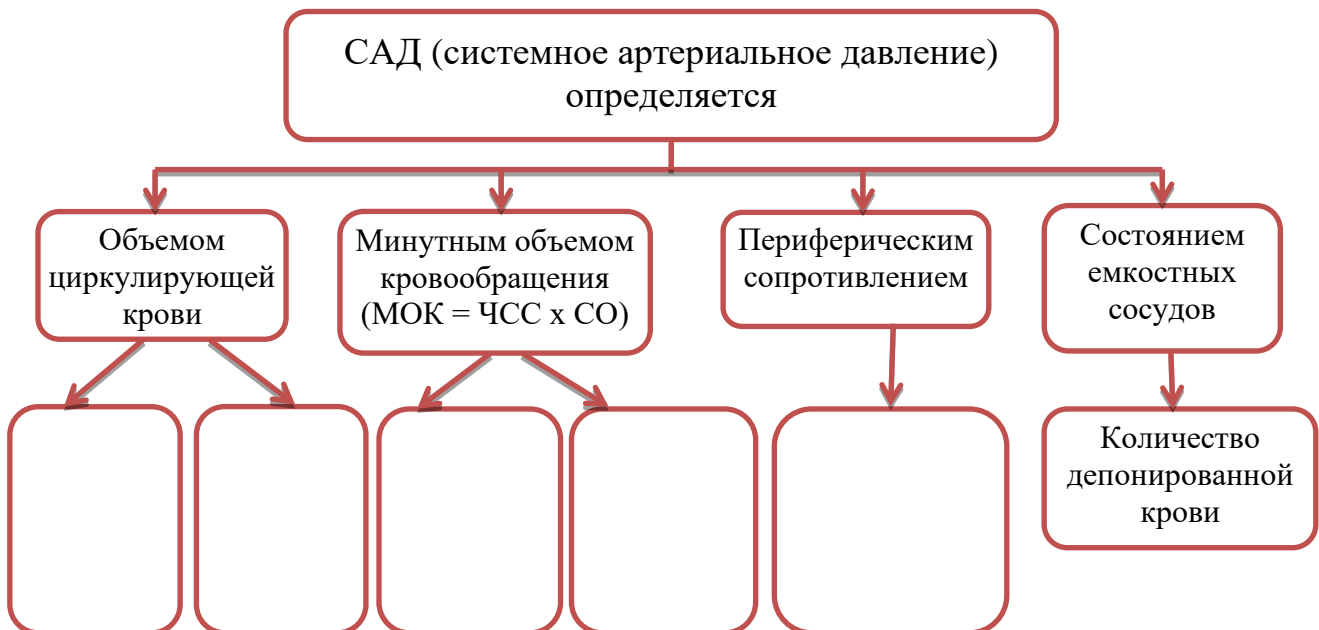 САД (системное артериальное давление)
определяется
Объемом
циркулирующей
крови
Минутным объемом
кровообращения
(МОК = ЧСС х СО)
Периферическим
сопротивлением
Состоянием
емкостных
сосудов
Количество
депонированной
крови